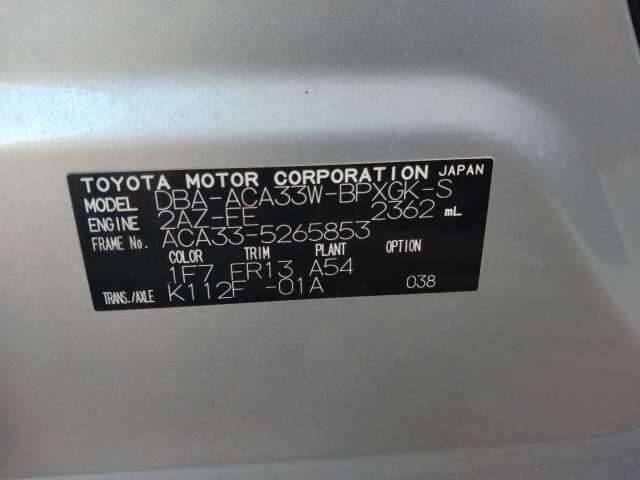 TOYOTA MOTOR CORPORATION JAPAN
MODEL DBA-ACA33W-BPXGK-S
ENGINE 2AZ-FE 2362 mL
FRAME No. ACA33-5265853
COLOR TRIM PLANT OPTION
1F7 FR13 A54
TRANS./AXLE K112F -01A 038